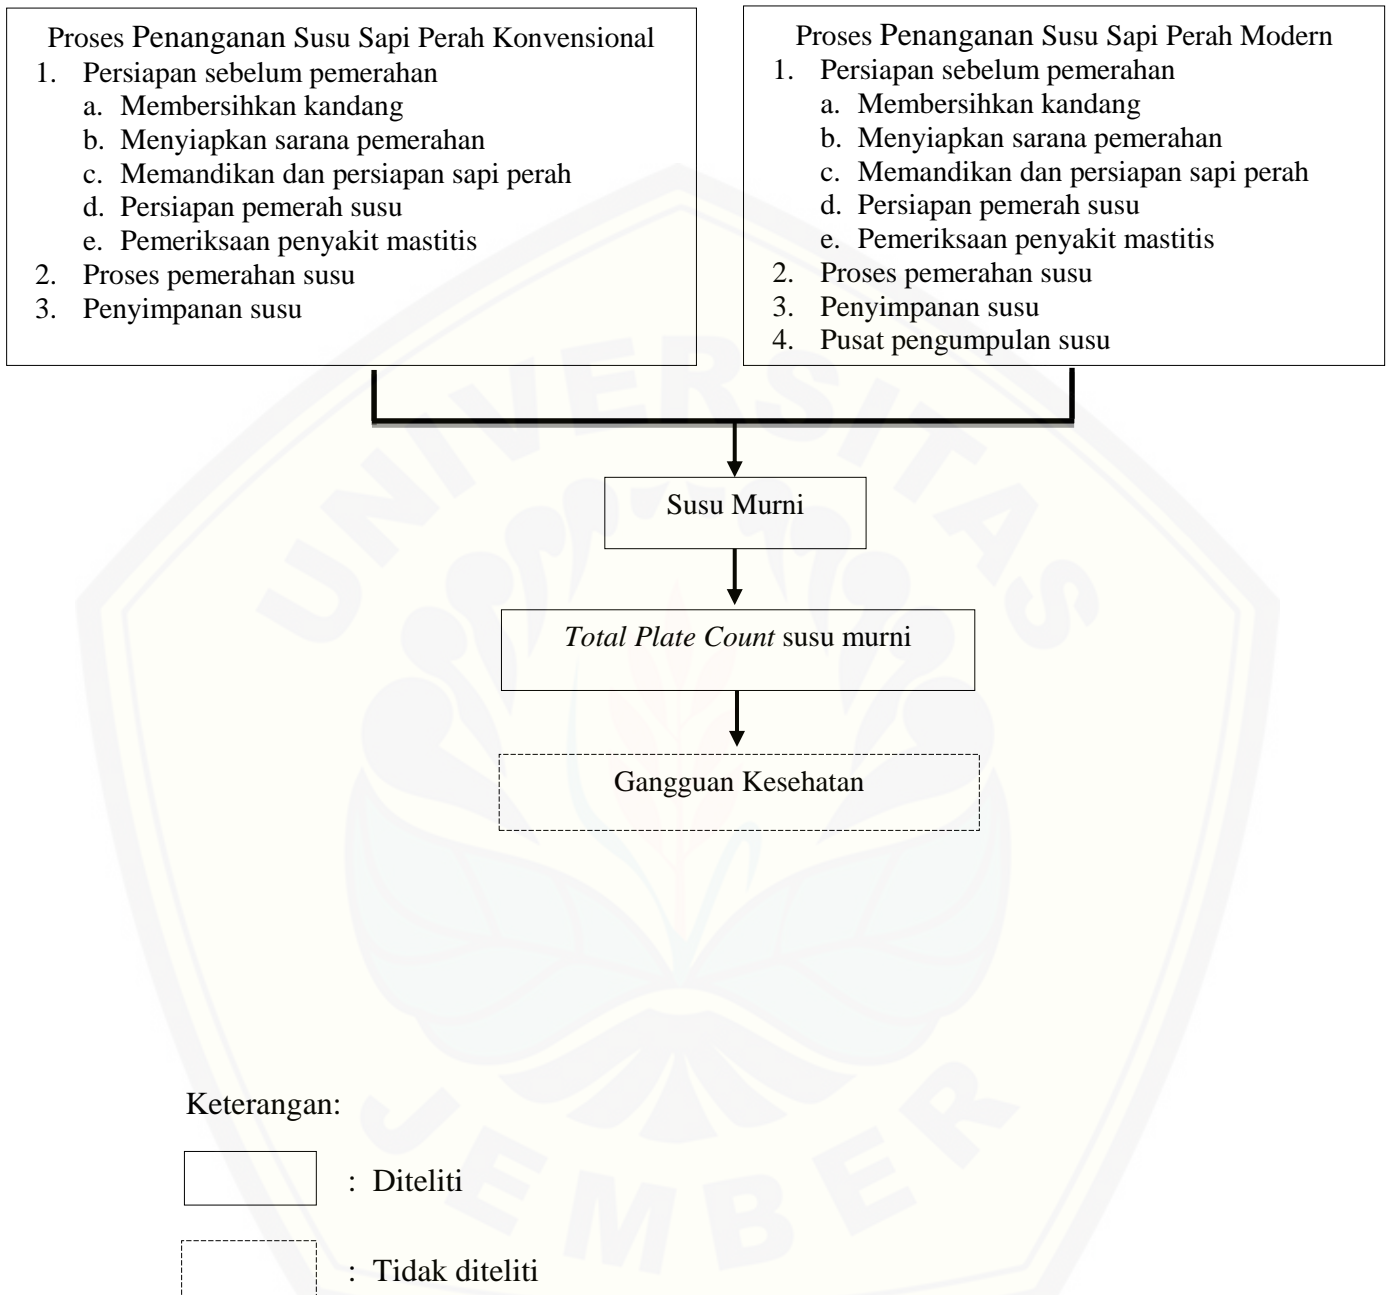 Proses Penanganan Susu Sapi Perah Konvensional
1. Persiapan sebelum pemerahan
a. Membersihkan kandang
b. Menyiapkan sarana pemerahan
c. Memandikan dan persiapan sapi perah
d. Persiapan pemerah susu
e. Pemeriksaan penyakit mastitis
2. Proses pemerahan susu
3. Penyimpanan susu
Proses Penanganan Susu Sapi Perah Modern
1. Persiapan sebelum pemerahan
a. Membersihkan kandang
b. Menyiapkan sarana pemerahan
c. Memandikan dan persiapan sapi perah
d. Persiapan pemerah susu
e. Pemeriksaan penyakit mastitis
2. Proses pemerahan susu
3. Penyimpanan susu
4. Pusat pengumpulan susu
Susu Murni
Total Plate Count susu murni
Gangguan Kesehatan
Keterangan:
: Diteliti
: Tidak diteliti
UNIVERSITAS
JEMBER